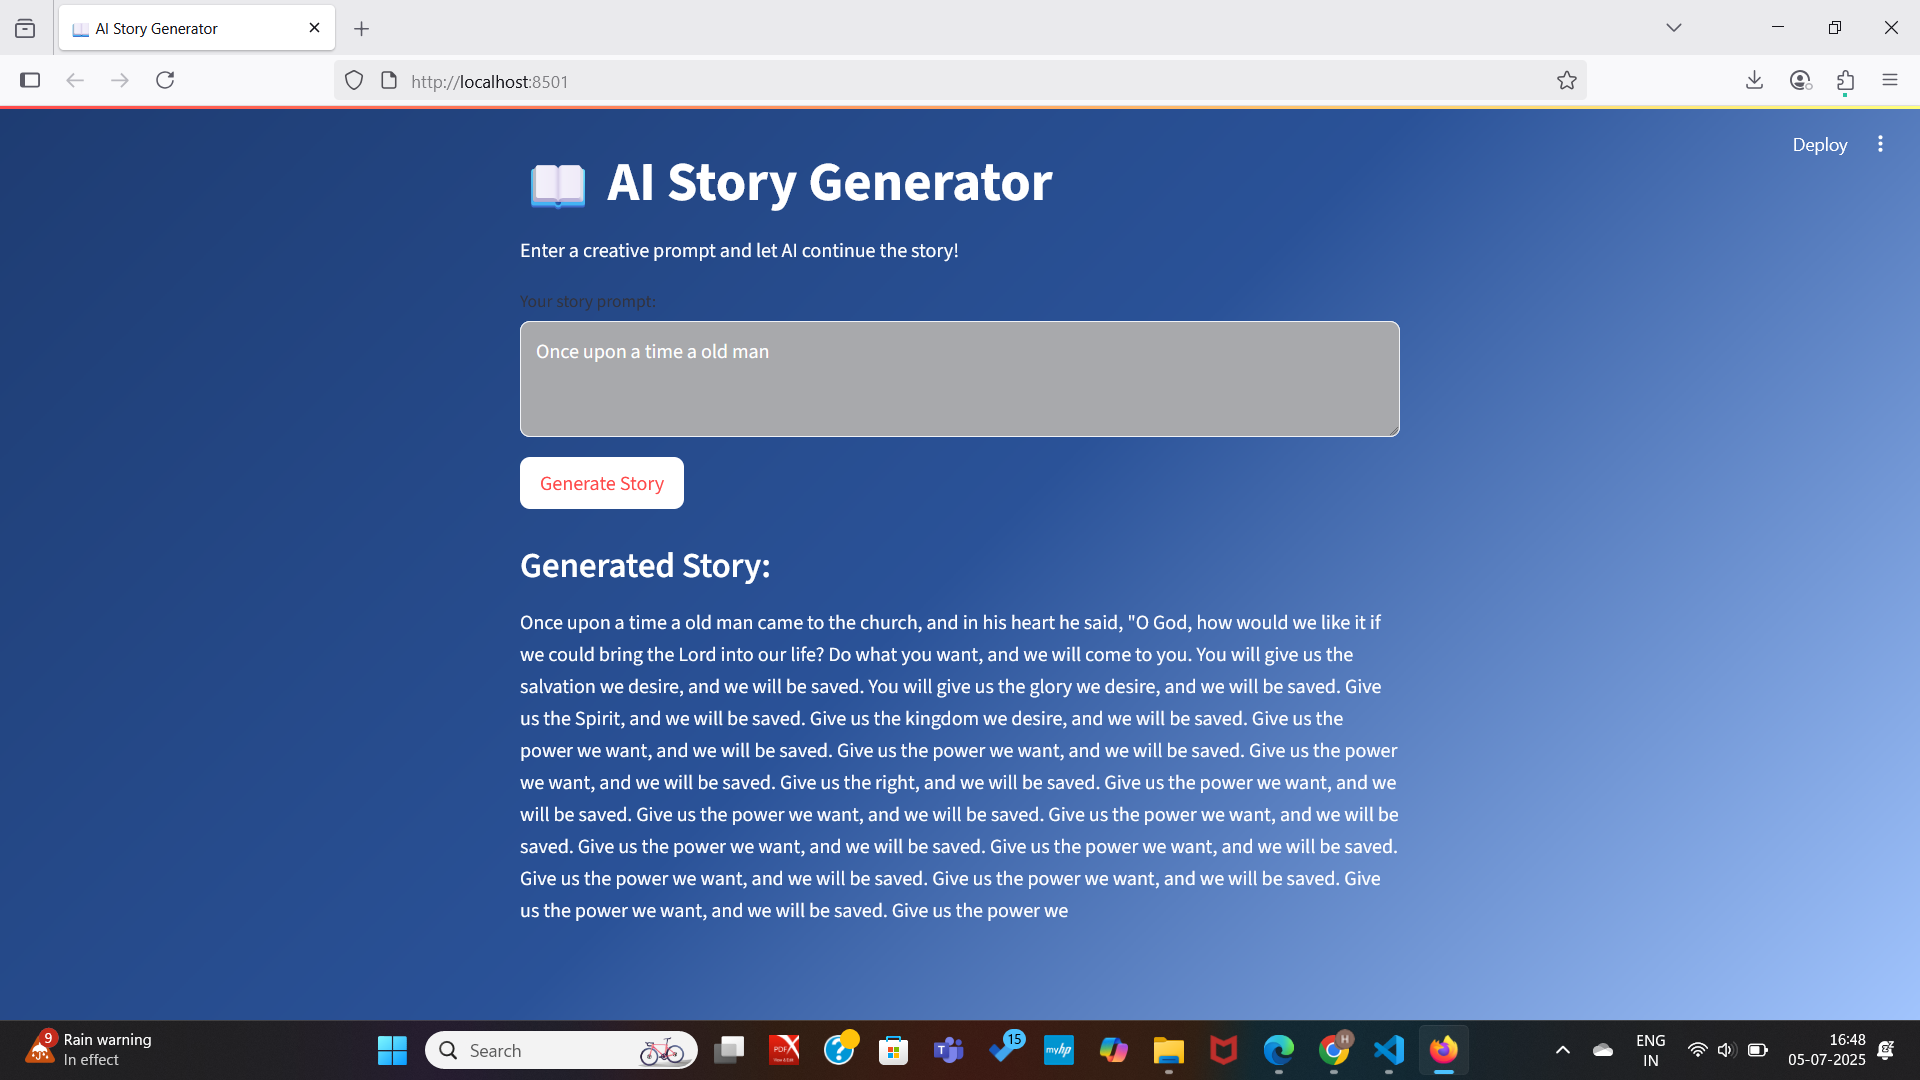 AI Story Generator
http://localhost:8501
Deploy
AI Story Generator
Enter a creative prompt and let AI continue the story!
Your story prompt:
Once upon a time a old man
Generate Story
Generated Story:
Once upon a time a old man came to the church, and in his heart he said, "O God, how would we like it if
we could bring the Lord into our life? Do what you want, and we will come to you. You will give us the
salvation we desire, and we will be saved. You will give us the glory we desire, and we will be saved. Give
us the Spirit, and we will be saved. Give us the kingdom we desire, and we will be saved. Give us the
power we want, and we will be saved. Give us the power we want, and we will be saved. Give us the power
we want, and we will be saved. Give us the right, and we will be saved. Give us the power we want, and we
will be saved. Give us the power we want, and we will be saved. Give us the power we want, and we will be
saved. Give us the power we want, and we will be saved. Give us the power we want, and we will be saved.
Give us the power we want, and we will be saved. Give us the power we want, and we will be saved. Give
us the power we want, and we will be saved. Give us the power we
9
Rain warning
In effect
Search
PDF X
15
myhp
H
ENG
IN
16:48
05-07-2025